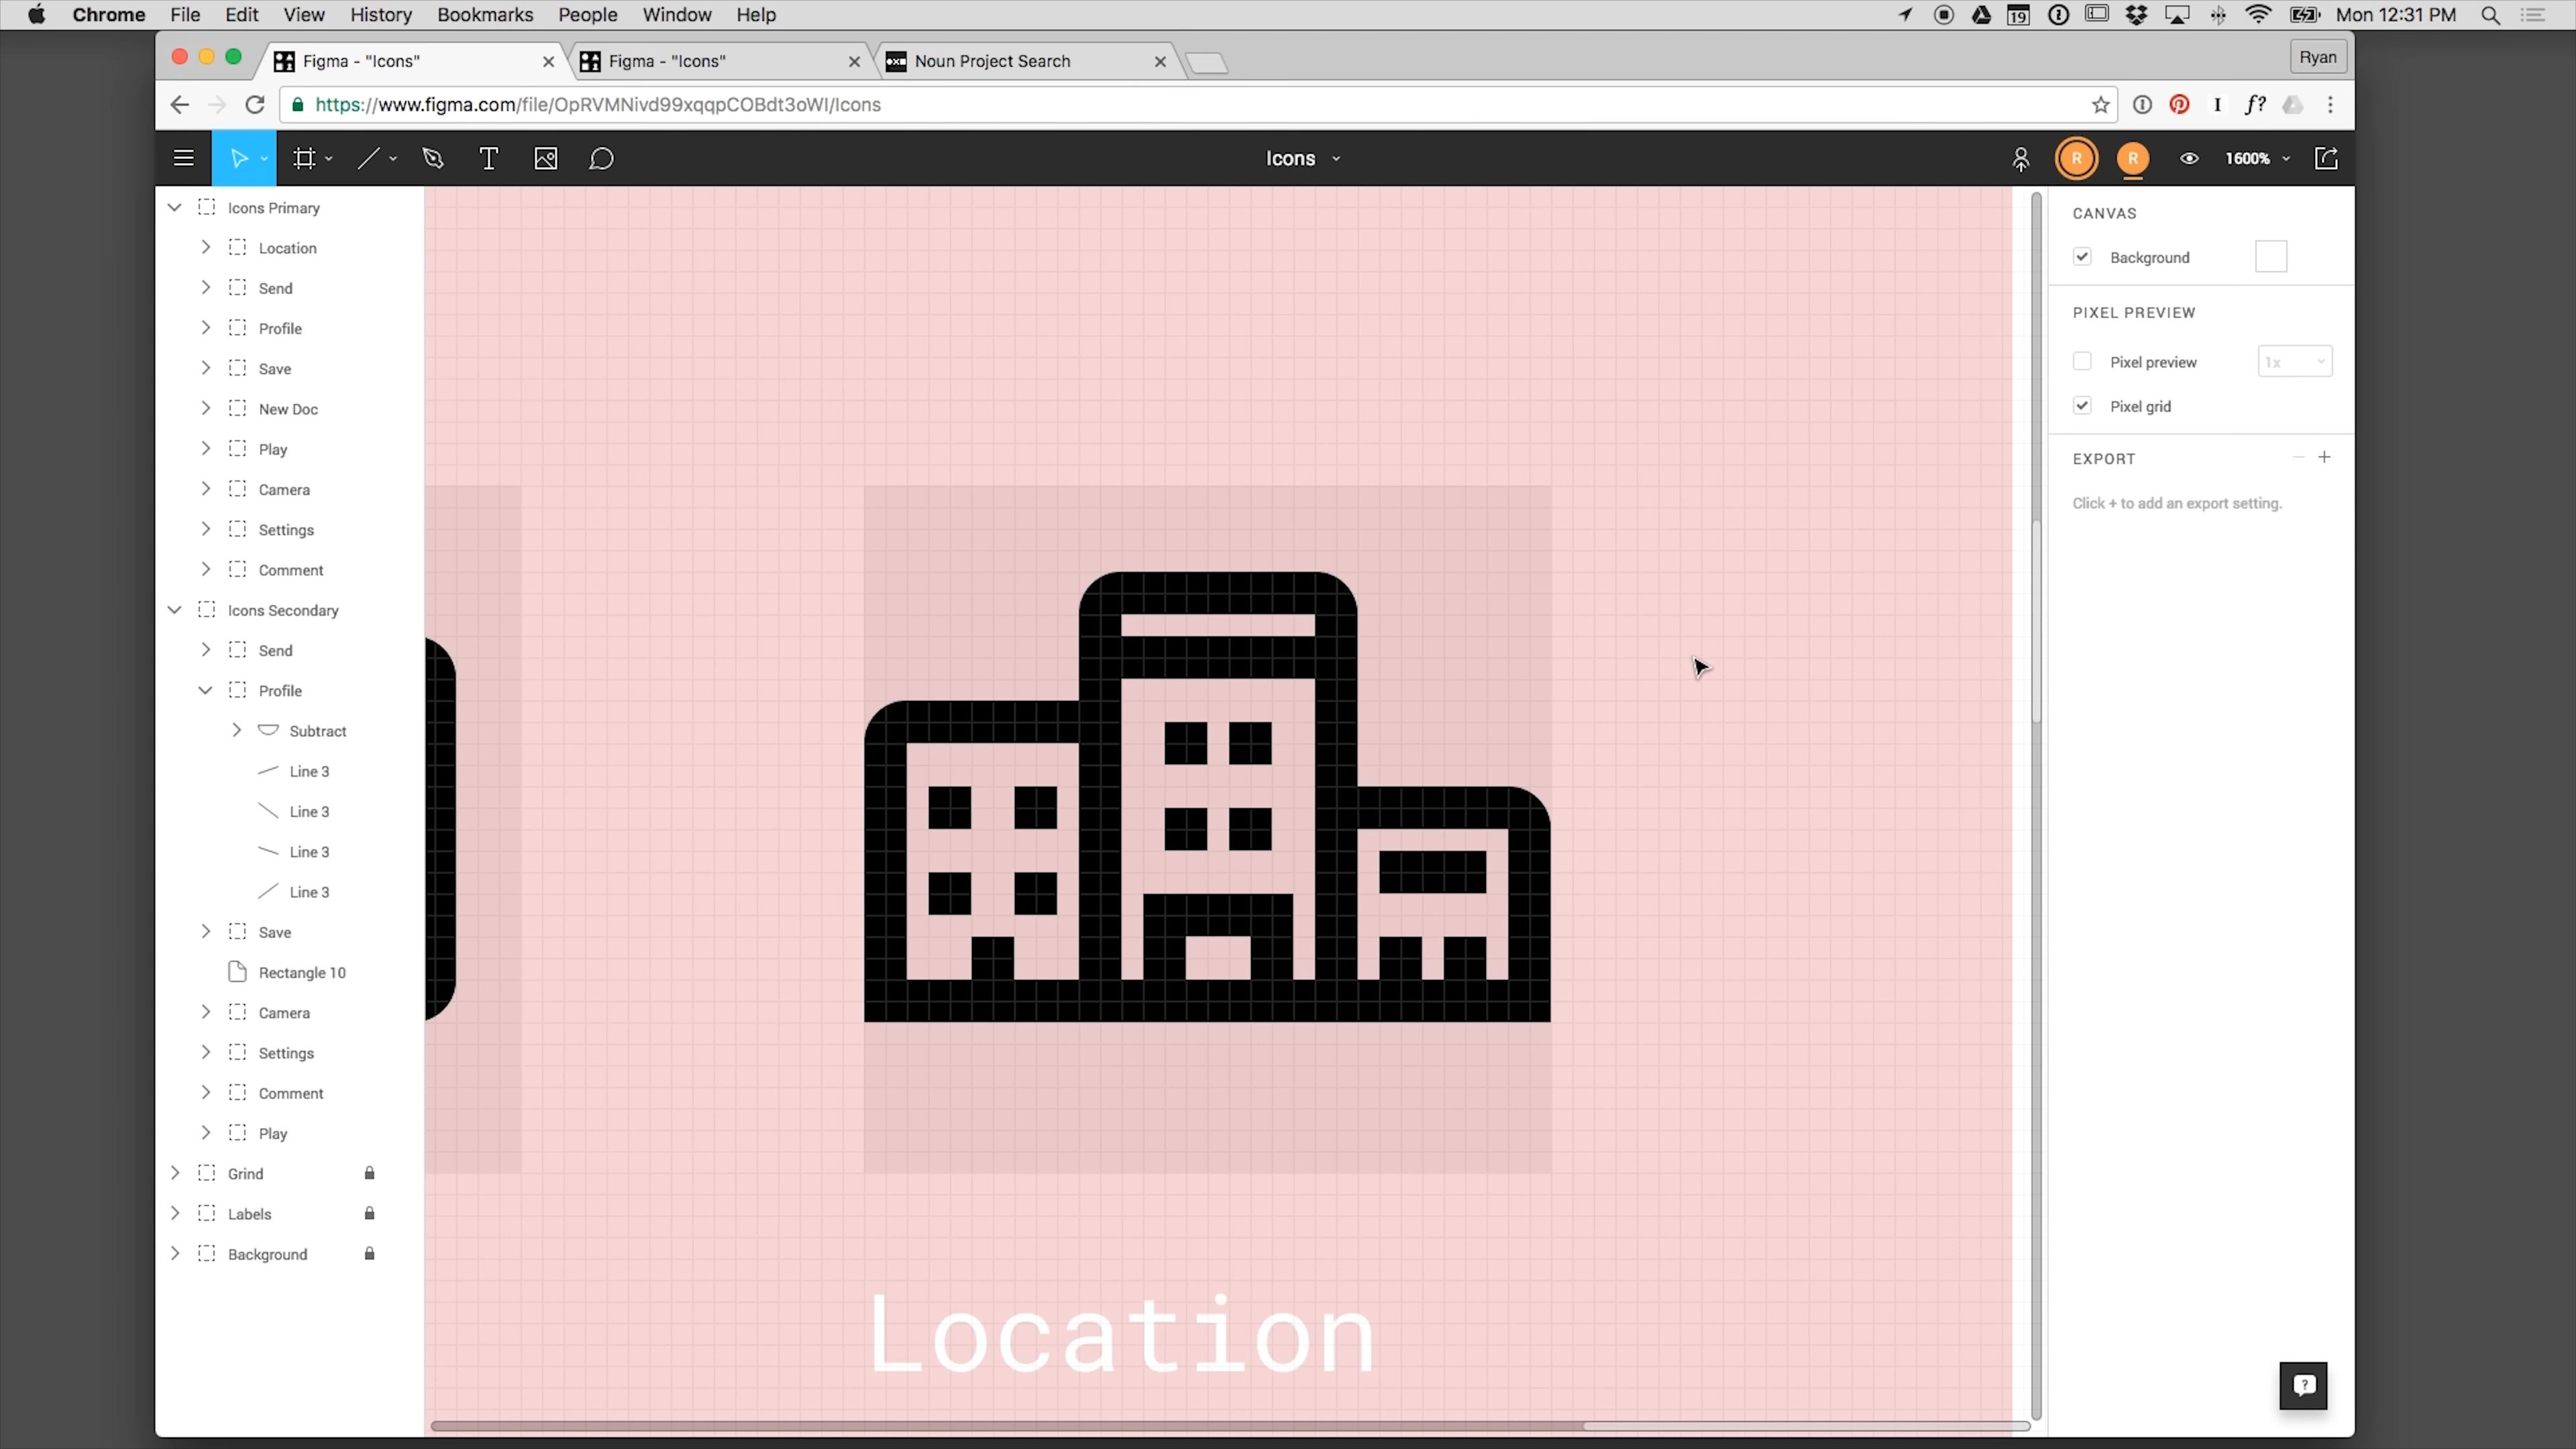 Chrome File Edit View History Bookmarks People Window Help 19 Mon 12:31 PM
Figma - "Icons" Figma - "Icons" Noun Project Search Ryan
https://www.figma.com/file/OpRVMNivd99xqqpCOBdt3oWI/Icons
Icons R R 1600%
Icons Primary
Location
Send
Profile
Save
New Doc
Play
Camera
Settings
Comment
Icons Secondary
Send
Profile
Subtract
Line 3
Line 3
Line 3
Line 3
Save
Rectangle 10
Camera
Settings
Comment
Play
Grind
Labels
Background
Location
CANVAS
Background
PIXEL PREVIEW
Pixel preview 1x
Pixel grid
EXPORT
Click + to add an export setting.